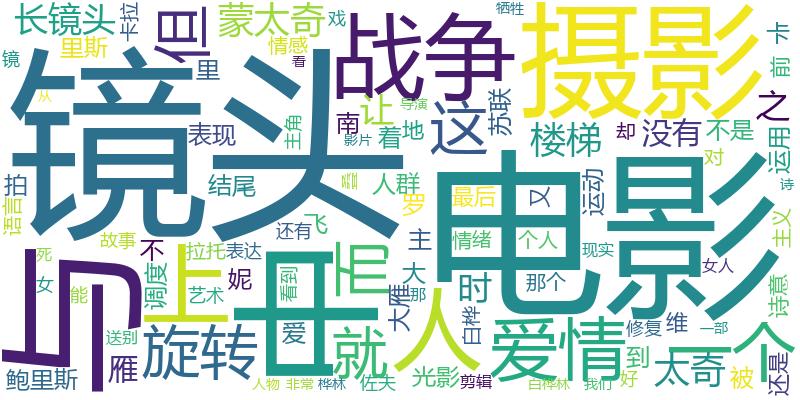 长镜头
卡拉
但
蒙太奇
戏
牺牲
镜
里斯
情感
战争
摄影
卡
前
从
里
看
让
导演
苏联
之
镜头
表现
主角
南
影片
着
地
这
楼梯
却
没有
不是
运用
拍
结尾
叠
人群
罗
最后
又
运动
对
诗
语言
电影
与
故事
不
上
拉托
表达
还有
飞
主
情绪
个人
现实
主义
死
女
能
调度
妮
艺术
中
看到
的
大
那
时
那个
女人
诗意
送别
大雁
白桦
爱
鲍里斯
雁
旋转
就
人
爱情
修复
维
一部
一个
到
太奇
被
还是
人物
非常
桦林
佐夫
光影
剪辑
白桦林
我们
好